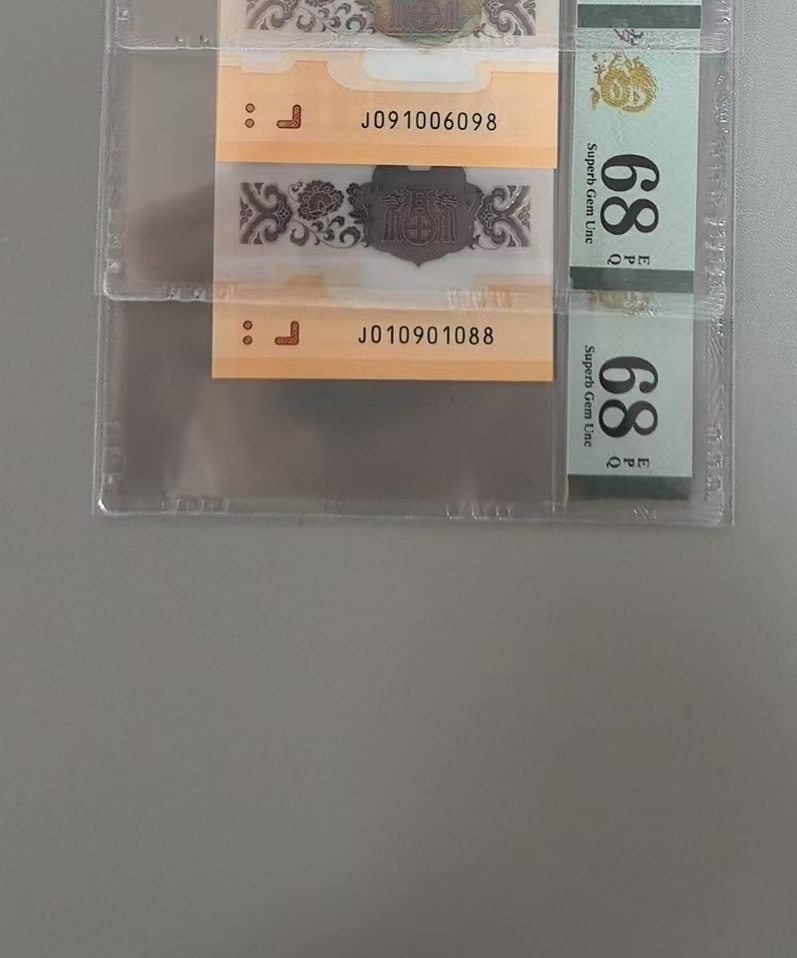 J091006098
68
EPQ
Superb Gem Unc
J010901088
68
EPQ
Superb Gem Unc